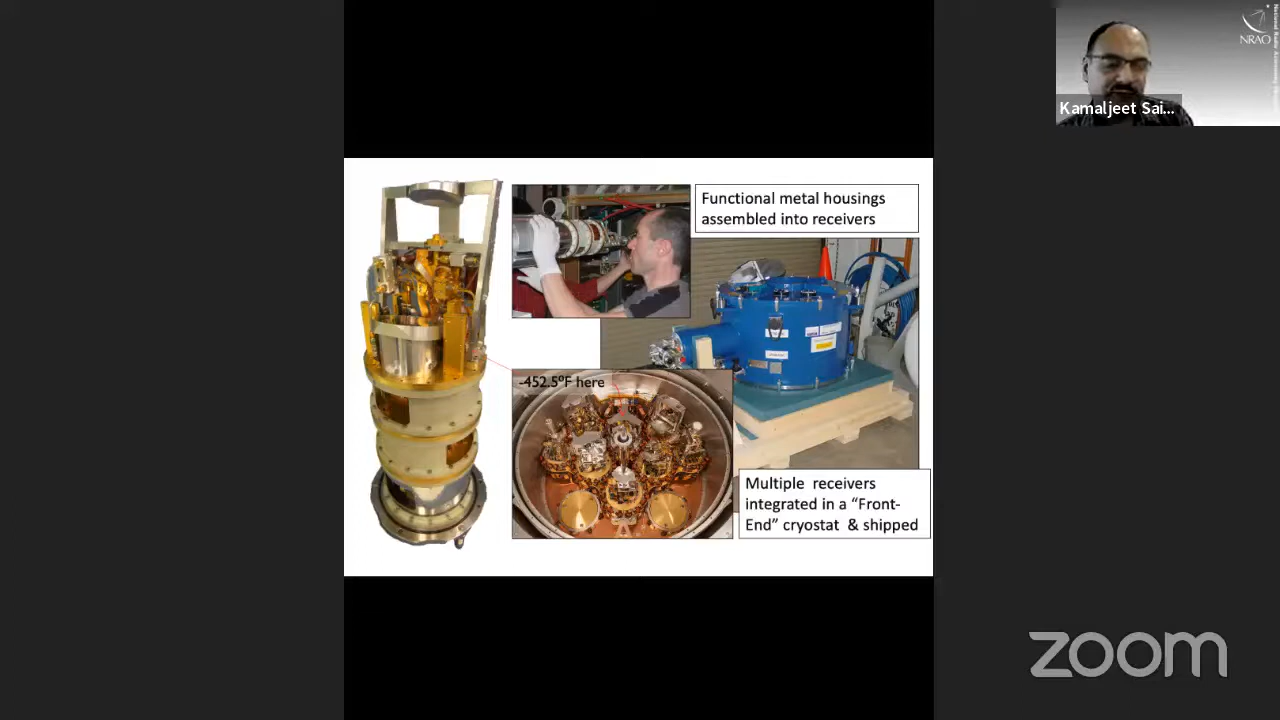 NRAO
Kamaljeet Sai...
Functional metal housings
assembled into receivers
-452.5°F here
Multiple receivers
integrated in a “Front-
End” cryostat & shipped
zoom